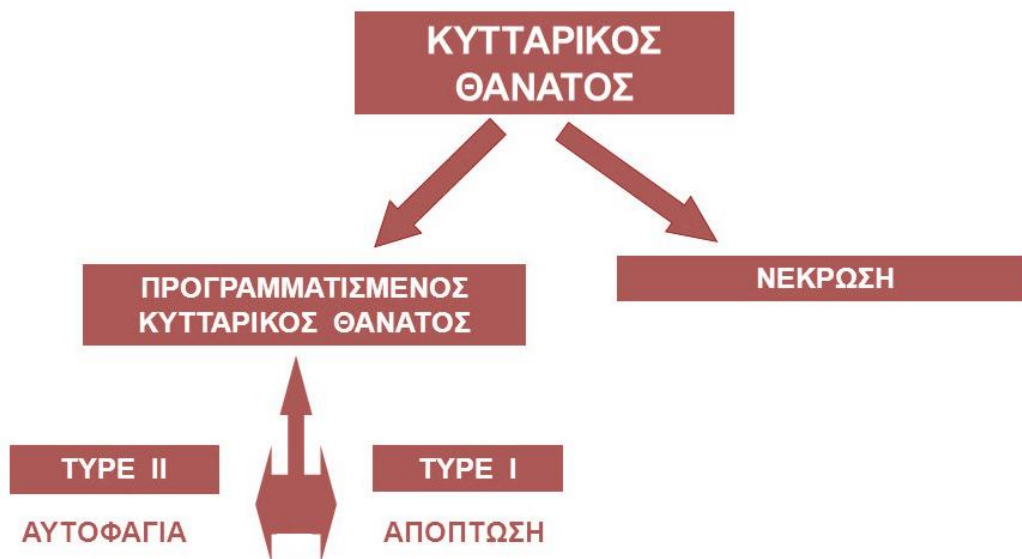 ΚΥΤΤΑΡΙΚΟΣ
ΘΑΝΑΤΟΣ
ΠΡΟΓΡΑΜΜΑΤΙΣΜΕΝΟΣ
ΚΥΤΤΑΡΙΚΟΣ ΘΑΝΑΤΟΣ
ΝΕΚΡΩΣΗ
TYPE II
TYPE I
ΑΥΤΟΦΑΓΙΑ
ΑΠΟΠΤΩΣΗ